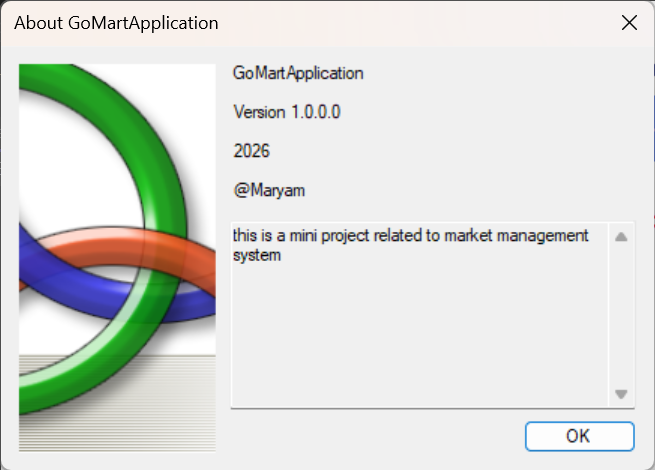 About GoMartApplication
GoMartApplication
Version 1.0.0.0
2026
@Maryam
this is a mini project related to market management
system
OK